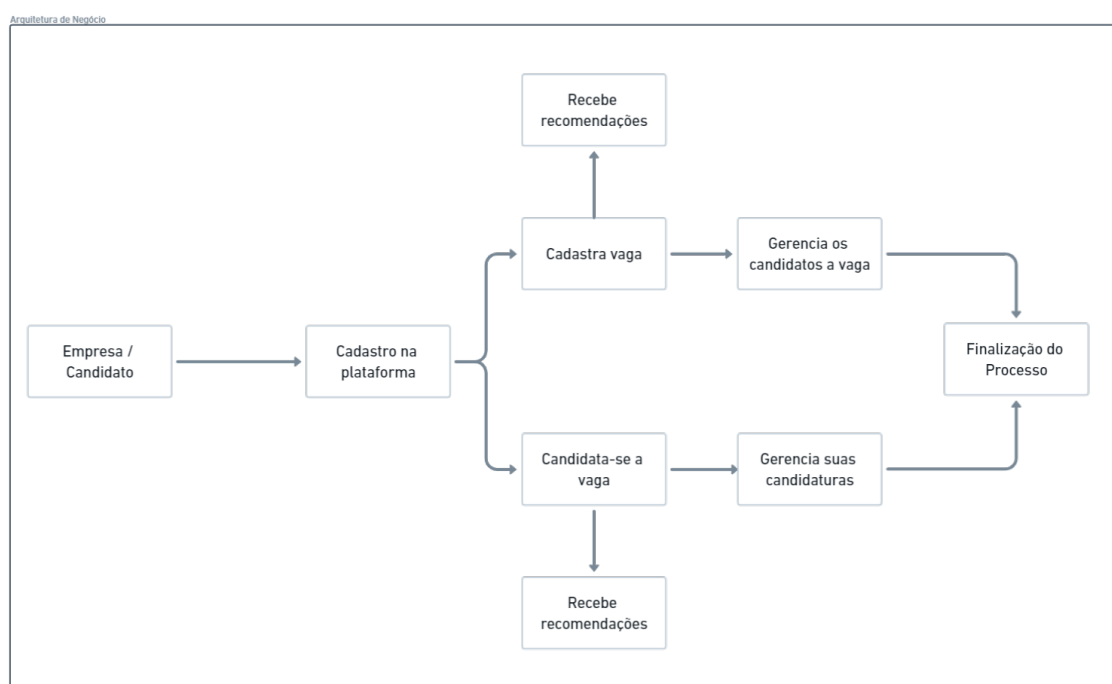 Arquitetura de Negócio
Recebe
recomendações
Cadastra vaga
Gerencia os
candidatos a vaga
Empresa /
Candidato
Cadastro na
plataforma
Finalização do
Processo
Candidata-se a
vaga
Gerencia suas
candidaturas
Recebe
recomendações